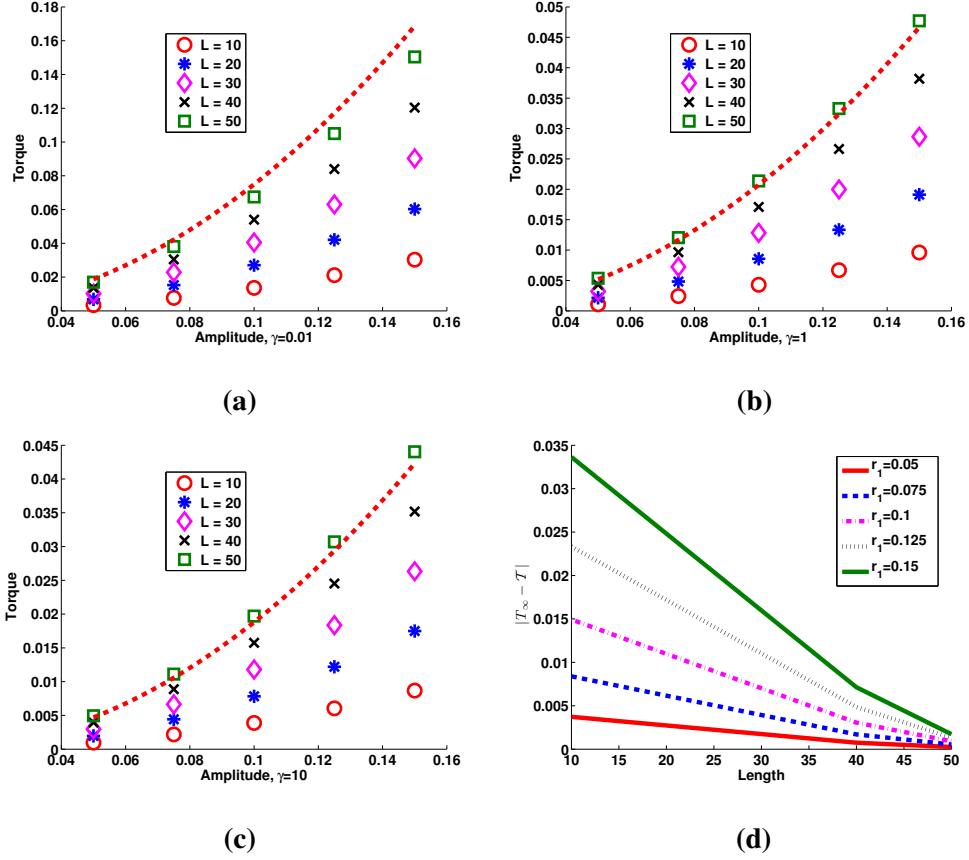 0.18
0.16
0.14
0.12
0.1
0.08
0.06
0.04
0.02
0
Torque
L = 10
L = 20
L = 30
L = 40
L = 50
0.04 0.06 0.08 0.1 0.12 0.14 0.16
Amplitude, γ=0.01
(a)
0.05
0.045
0.04
0.035
0.03
0.025
0.02
0.015
0.01
0.005
0
Torque
L = 10
L = 20
L = 30
L = 40
L = 50
0.04 0.06 0.08 0.1 0.12 0.14 0.16
Amplitude, γ=1
(b)
0.045
0.04
0.035
0.03
0.025
0.02
0.015
0.01
0.005
0
Torque
L = 10
L = 20
L = 30
L = 40
L = 50
0.04 0.06 0.08 0.1 0.12 0.14 0.16
Amplitude, γ=10
(c)
0.035
0.03
0.025
0.02
0.015
0.01
0.005
0
|T∞ − 𝒯|
r₁=0.05
r₁=0.075
r₁=0.1
r₁=0.125
r₁=0.15
10 15 20 25 30 35 40 45 50
Length
(d)